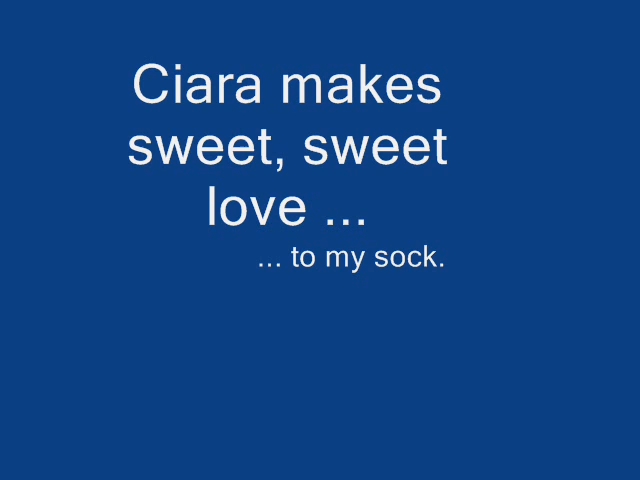 Ciara makes
sweet, sweet
love ...
... to my sock.